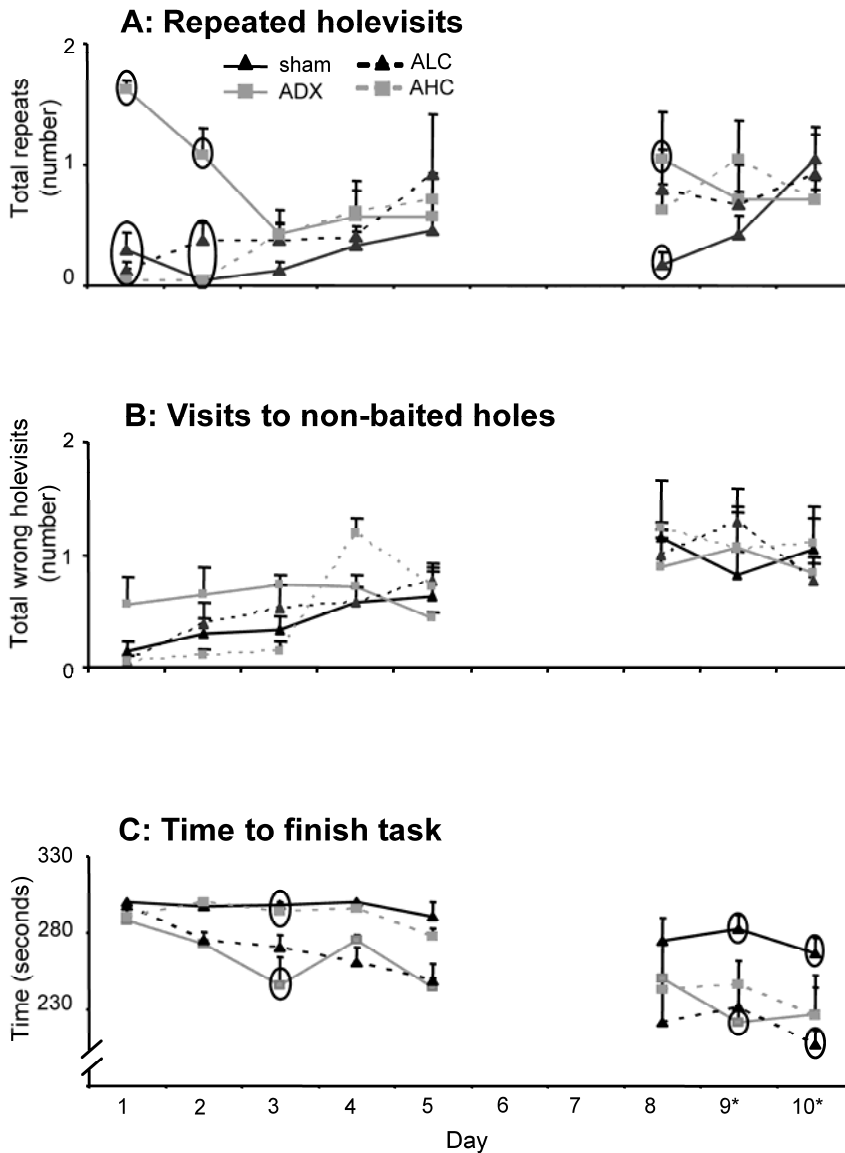 A: Repeated holevisits
sham
ALC
ADX
AHC
Total repeats
(number)
2
1
0
B: Visits to non-baited holes
Total wrong holevisits
(number)
2
1
0
C: Time to finish task
Time (seconds)
330
280
230
1 2 3 4 5 6 7 8 9* 10*
Day